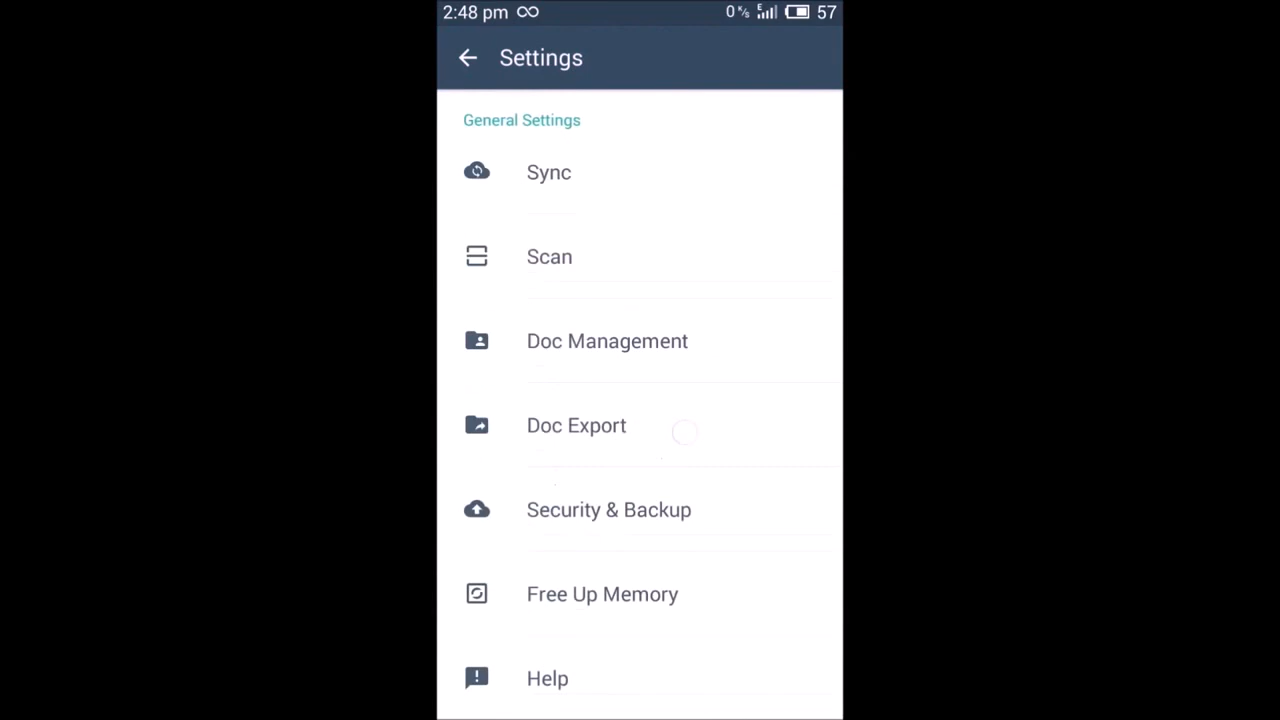 2:48 pm 0 K/s E 57
Settings
General Settings
Sync
Scan
Doc Management
Doc Export
Security & Backup
Free Up Memory
Help